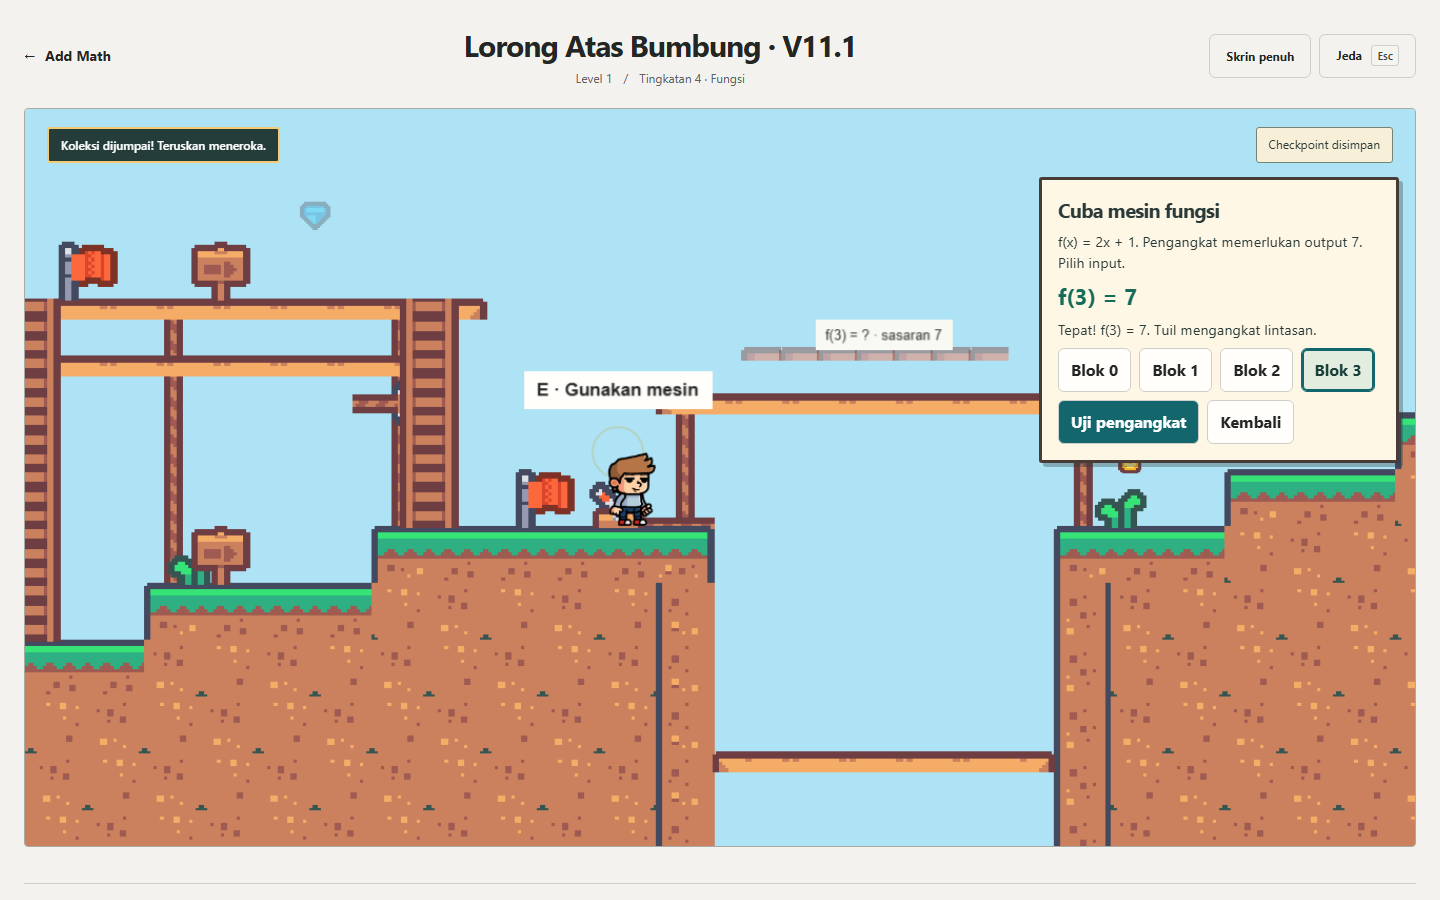 ← Add Math
Lorong Atas Bumbung · V11.1
Level 1 / Tingkatan 4 · Fungsi
Skrin penuh
Jeda Esc
Koleksi dijumpai! Teruskan meneroka.
Checkpoint disimpan
Cuba mesin fungsi
f(x) = 2x + 1. Pengangkat memerlukan output 7.
Pilih input.
f(3) = 7
Tepat! f(3) = 7. Tuil mengangkat lintasan.
Blok 0 Blok 1 Blok 2 Blok 3
Uji pengangkat Kembali
f(3) = ? · sasaran 7
E · Gunakan mesin